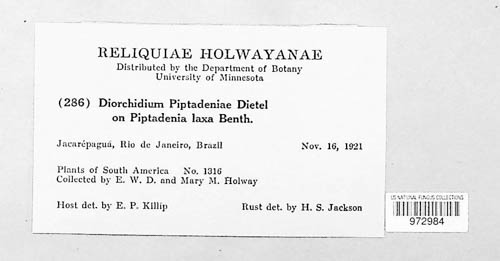 RELIQUIAE HOLWAYANAE
Distributed by the Department of Botany
University of Minnesota
(286) Diorchidium Piptadeniae Dietel
on Piptadenia laxa Benth.
Jacarépaguá, Rio de Janeiro, Brazil Nov. 16, 1921
Plants of South America No. 1316
Collected by E. W. D. and Mary M. Holway
Host det. by E. P. Killip Rust det. by H. S. Jackson
US NATIONAL FUNGUS COLLECTIONS
972984